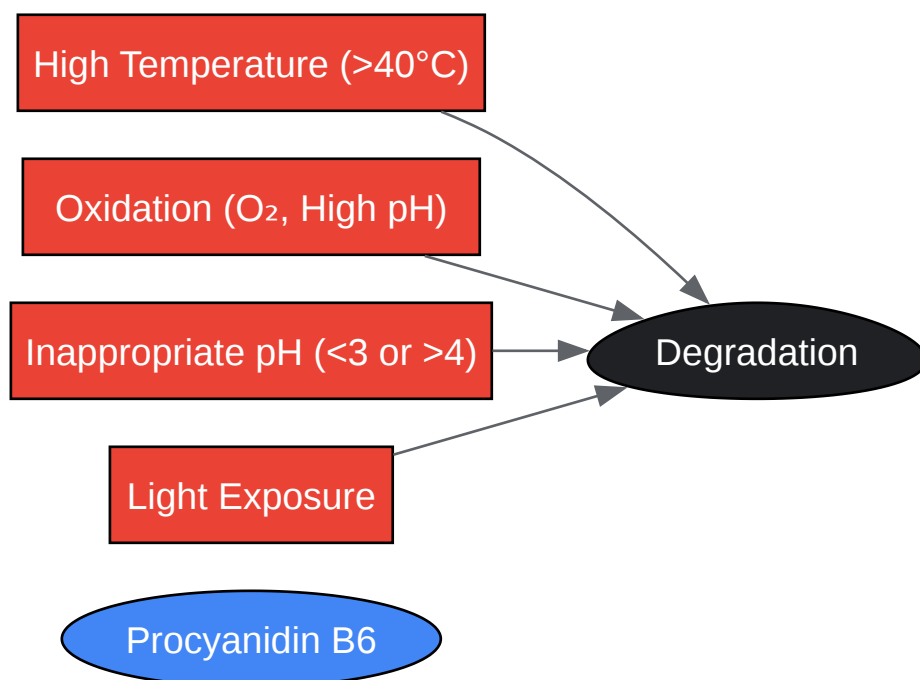 High Temperature (>40°C)
Oxidation (O₂, High pH)
Inappropriate pH (<3 or >4)
Degradation
Light Exposure
Procyanidin B6